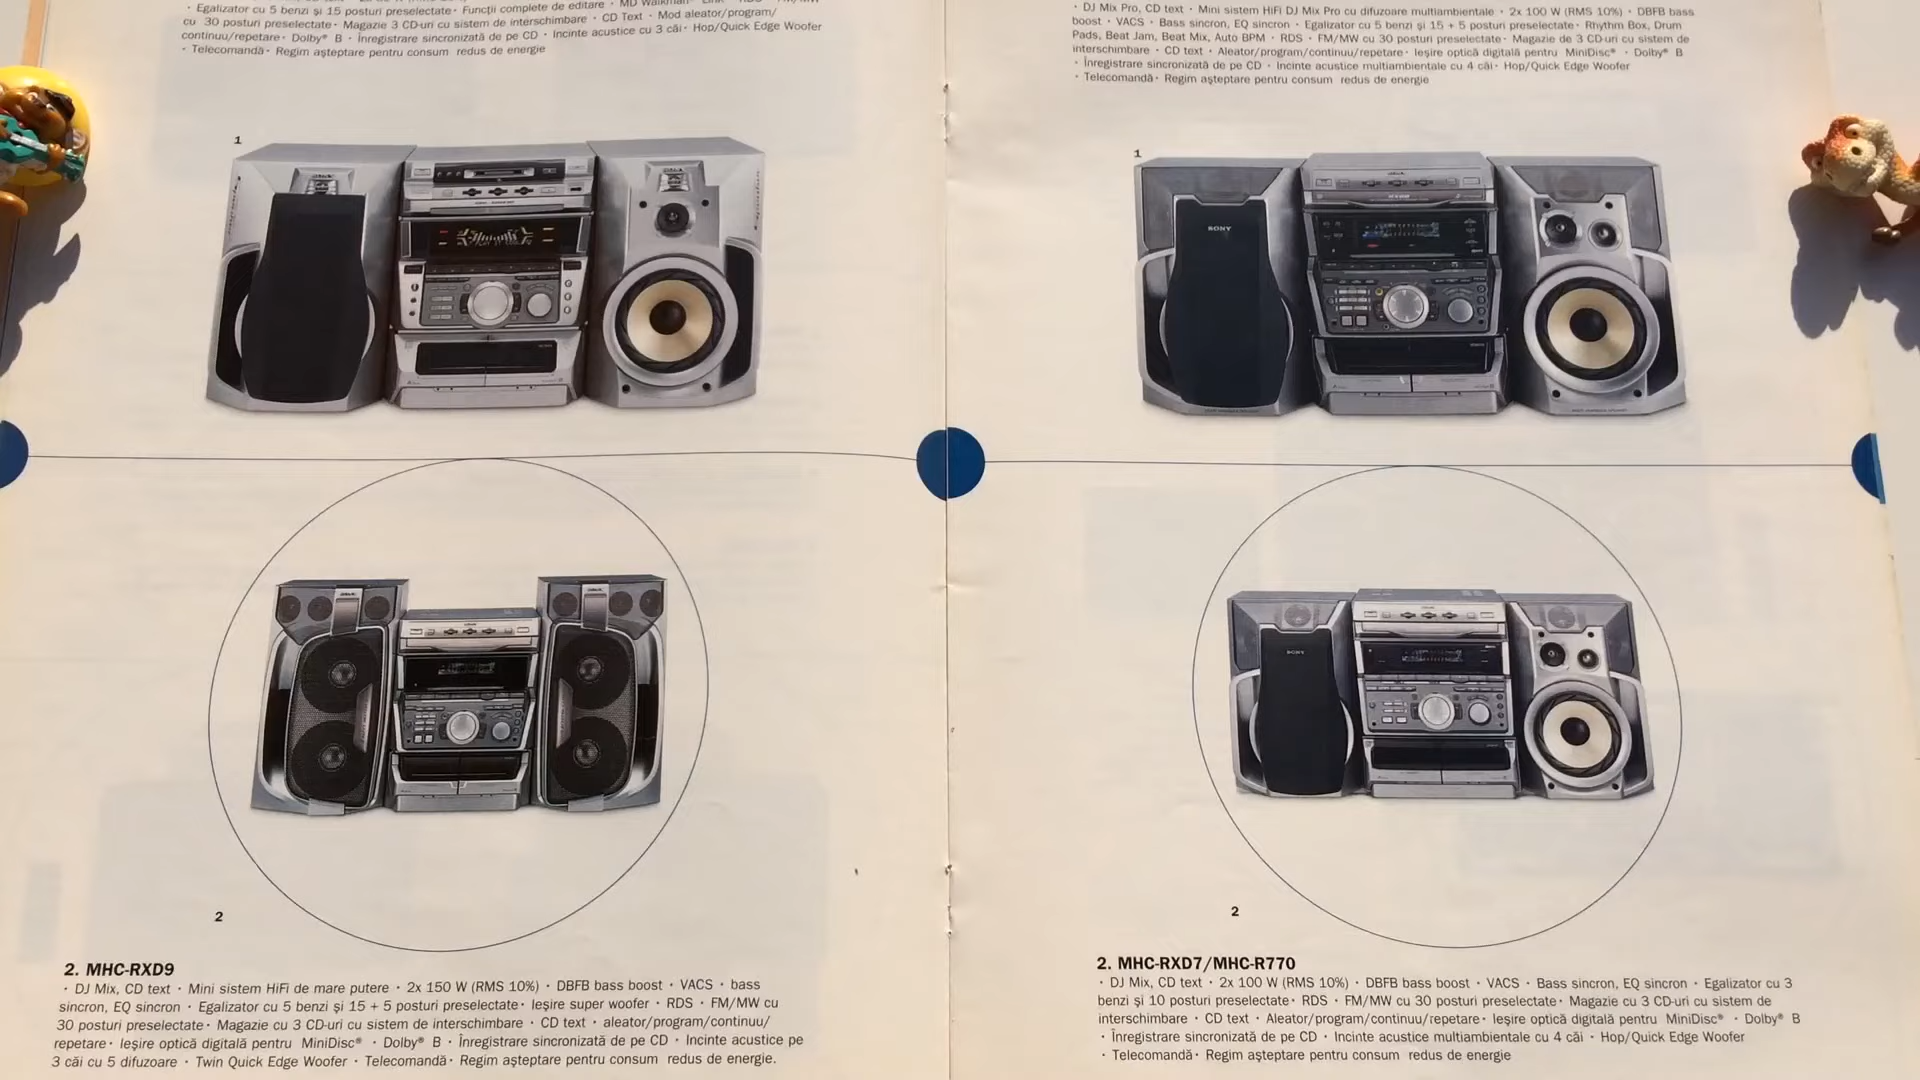 · Egalizator cu 5 benzi și 15 posturi preselectate · Funcții complete de editare · MD Walkman
cu 30 posturi preselectate · Magazie 3 CD-uri cu sistem de interschimbare · CD Text · Mod aleator/program/
continuu/repetare · Dolby® B · Înregistrare sincronizată de pe CD · Incinte acustice cu 3 căi · Hop/Quick Edge Woofer
· Telecomandă · Regim așteptare pentru consum redus de energie
1
2
2. MHC-RXD9
· DJ Mix, CD text · Mini sistem HiFi de mare putere · 2x 150 W (RMS 10%) · DBFB bass boost · VACS · bass
sincron, EQ sincron · Egalizator cu 5 benzi și 15 + 5 posturi preselectate · Ieșire super woofer · RDS · FM/MW cu
30 posturi preselectate · Magazie cu 3 CD-uri cu sistem de interschimbare · CD text · aleator/program/continuu/
repetare · Ieșire optică digitală pentru MiniDisc® · Dolby® B · Înregistrare sincronizată de pe CD · Incinte acustice pe
3 căi cu 5 difuzoare · Twin Quick Edge Woofer · Telecomandă · Regim așteptare pentru consum redus de energie.
· DJ Mix Pro, CD text · Mini sistem HiFi DJ Mix Pro cu difuzoare multiambientale · 2x 100 W (RMS 10%) · DBFB bass
boost · VACS · Bass sincron, EQ sincron · Egalizator cu 5 benzi și 15 + 5 posturi preselectate · Rhythm Box, Drum
Pads, Beat Jam, Beat Mix, Auto BPM · RDS · FM/MW cu 30 posturi preselectate · Magazie de 3 CD-uri cu sistem de
interschimbare · CD text · Aleator/program/continuu/repetare · Ieșire optică digitală pentru MiniDisc® · Dolby® B
· Înregistrare sincronizată de pe CD · Incinte acustice multiambientale cu 4 căi · Hop/Quick Edge Woofer
· Telecomandă · Regim așteptare pentru consum redus de energie
1
SONY
SONY
2
2. MHC-RXD7/MHC-R770
· DJ Mix, CD text · 2x 100 W (RMS 10%) · DBFB bass boost · VACS · Bass sincron, EQ sincron · Egalizator cu 3
benzi și 10 posturi preselectate · RDS · FM/MW cu 30 posturi preselectate · Magazie cu 3 CD-uri cu sistem de
interschimbare · CD text · Aleator/program/continuu/repetare · Ieșire optică digitală pentru MiniDisc® · Dolby® B
· Înregistrare sincronizată de pe CD · Incinte acustice multiambientale cu 4 căi · Hop/Quick Edge Woofer
· Telecomandă · Regim așteptare pentru consum redus de energie